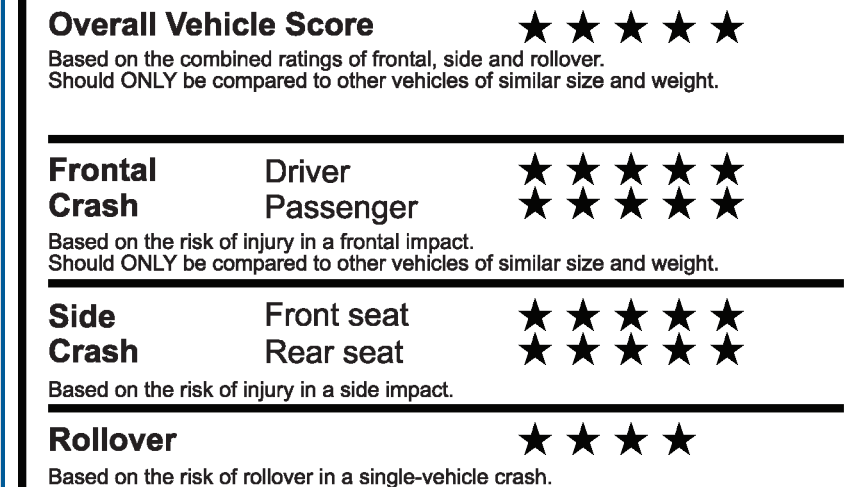 Overall Vehicle Score ★ ★ ★ ★ ★
Based on the combined ratings of frontal, side and rollover.
Should ONLY be compared to other vehicles of similar size and weight.
Frontal Driver ★ ★ ★ ★ ★
Crash Passenger ★ ★ ★ ★ ★
Based on the risk of injury in a frontal impact.
Should ONLY be compared to other vehicles of similar size and weight.
Side Front seat ★ ★ ★ ★ ★
Crash Rear seat ★ ★ ★ ★ ★
Based on the risk of injury in a side impact.
Rollover ★ ★ ★ ★
Based on the risk of rollover in a single-vehicle crash.